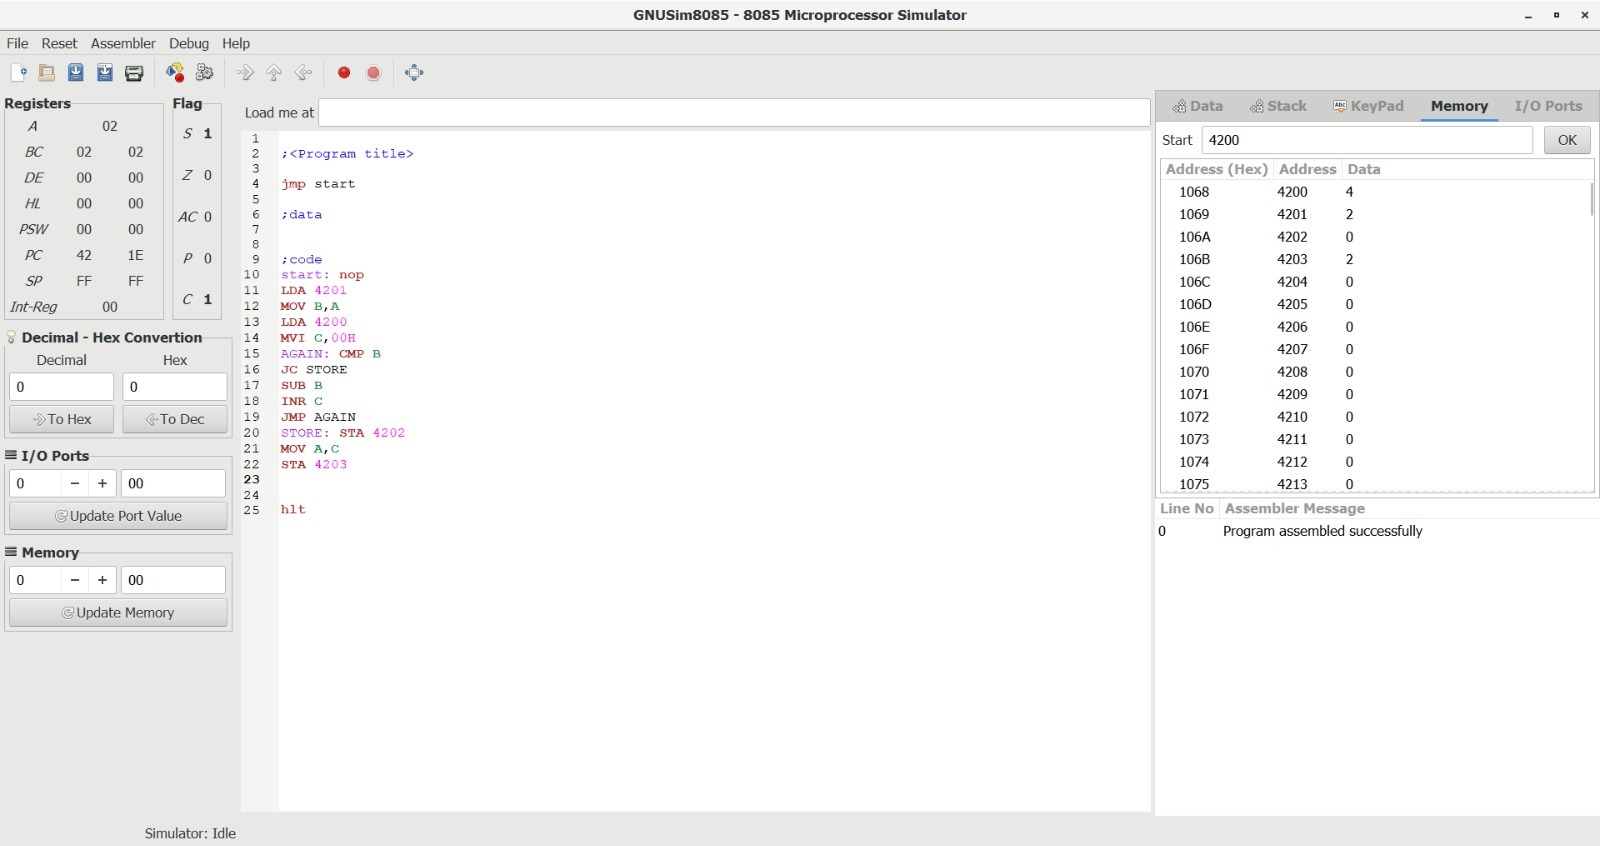 GNUSim8085 - 8085 Microprocessor Simulator
File Reset Assembler Debug Help
Registers
A 02
BC 02 02
DE 00 00
HL 00 00
PSW 00 00
PC 42 1E
SP FF FF
Int-Reg 00
Flag
S 1
Z 0
AC 0
P 0
C 1
Decimal - Hex Convertion
Decimal Hex
0 0
To Hex To Dec
I/O Ports
0 − + 00
Update Port Value
Memory
0 − + 00
Update Memory
Load me at
1
2 ;<Program title>
3
4 jmp start
5
6 ;data
7
8
9 ;code
10 start: nop
11 LDA 4201
12 MOV B,A
13 LDA 4200
14 MVI C,00H
15 AGAIN: CMP B
16 JC STORE
17 SUB B
18 INR C
19 JMP AGAIN
20 STORE: STA 4202
21 MOV A,C
22 STA 4203
23
24
25 hlt
Data Stack KeyPad Memory I/O Ports
Start 4200 OK
Address (Hex) Address Data
1068 4200 4
1069 4201 2
106A 4202 0
106B 4203 2
106C 4204 0
106D 4205 0
106E 4206 0
106F 4207 0
1070 4208 0
1071 4209 0
1072 4210 0
1073 4211 0
1074 4212 0
1075 4213 0
Line No Assembler Message
0 Program assembled successfully
Simulator: Idle